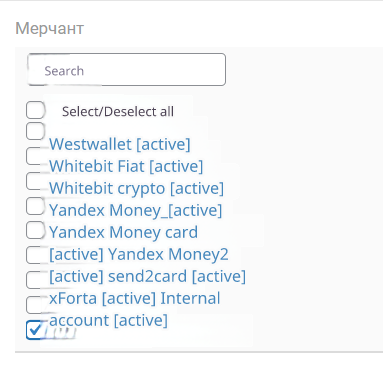 Мерчант
Search
Select/Deselect all
Westwallet [active]
Whitebit Fiat [active]
Whitebit crypto [active]
Yandex Money_[active]
Yandex Money card
[active] Yandex Money2
[active] send2card [active]
xForta [active] Internal
account [active]